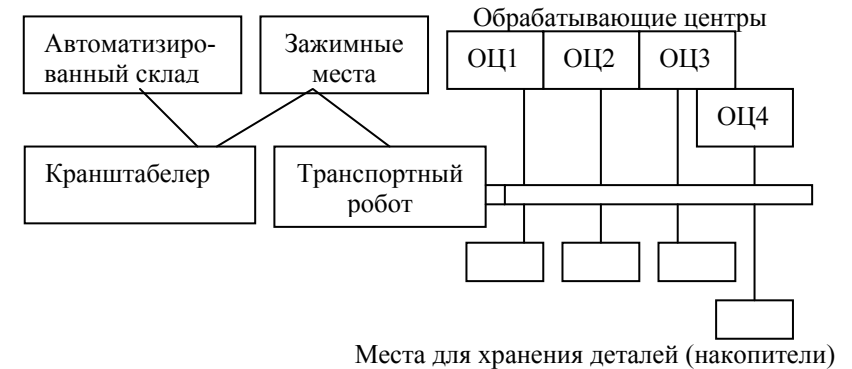 Обрабатывающие центры
Автоматизиро-
ванный склад
Зажимные
места
ОЦ1
ОЦ2
ОЦ3
ОЦ4
Кранштабелер
Транспортный
робот
Места для хранения деталей (накопители)